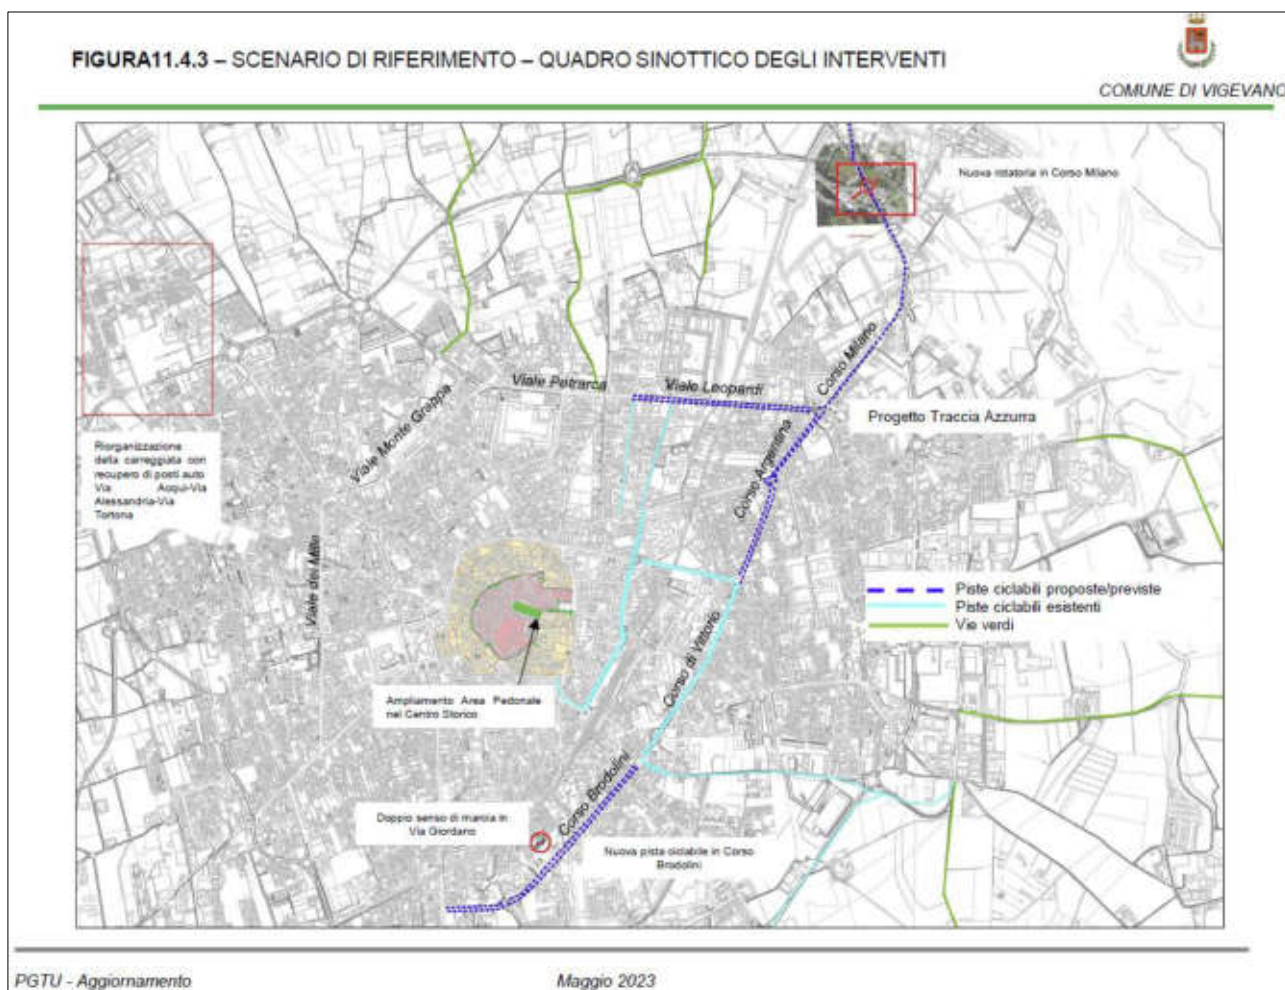 FIGURA11.4.3 – SCENARIO DI RIFERIMENTO – QUADRO SINOTTICO DEGLI INTERVENTI
COMUNE DI VIGEVANO
Nuova rotatoria in Corso Milano
Corso Milano
Viale Petrarca
Viale Leopardi
Viale Monte Grappa
Progetto Traccia Azzurra
Corso Argentina
Riorganizzazione
della carreggiata con
recupero di posti auto
Via Acqui-Via
Alessandria-Via
Tortona
Viale dei Mille
Piste ciclabili proposte/previste
Piste ciclabili esistenti
Vie verdi
Corso di Vittorio
Ampliamento Area Pedonale
nel Centro Storico
Corso Brodolini
Doppio senso di marcia in
Via Giordano
Nuova pista ciclabile in Corso
Brodolini
PGTU - Aggiornamento
Maggio 2023